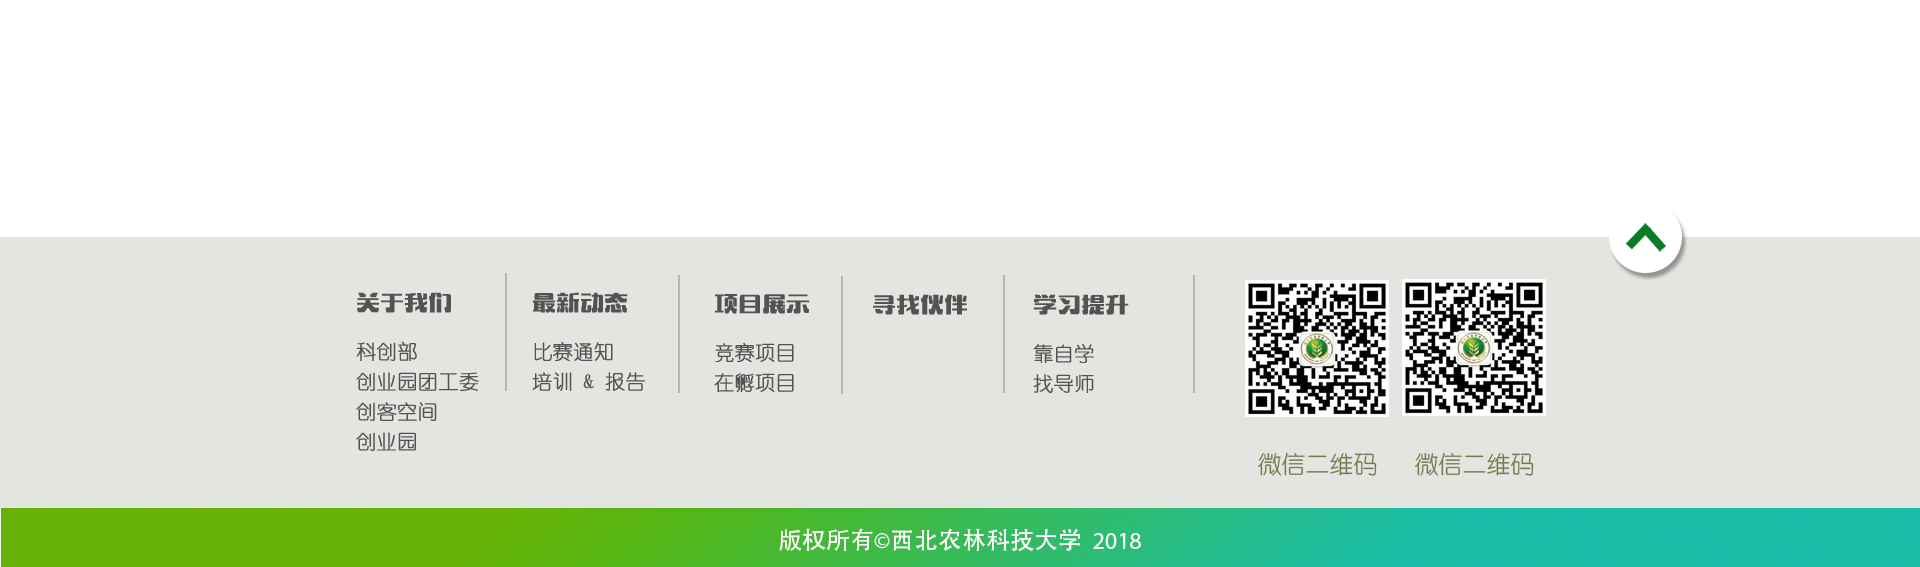 关于我们
科创部
创业园团工委
创客空间
创业园
最新动态
比赛通知
培训 & 报告
项目展示
竞赛项目
在孵项目
寻找伙伴
学习提升
靠自学
找导师
微信二维码
微信二维码
版权所有©西北农林科技大学 2018